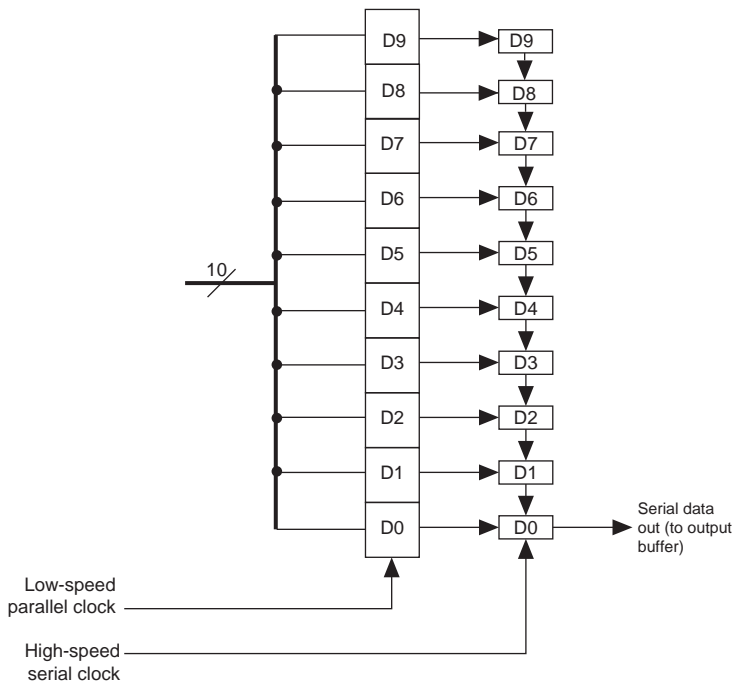 D9 D9
D8 D8
D7 D7
D6 D6
D5 D5
10
D4 D4
D3 D3
D2 D2
D1 D1
D0 D0
Serial data
out (to output
buffer)
Low-speed
parallel clock
High-speed
serial clock